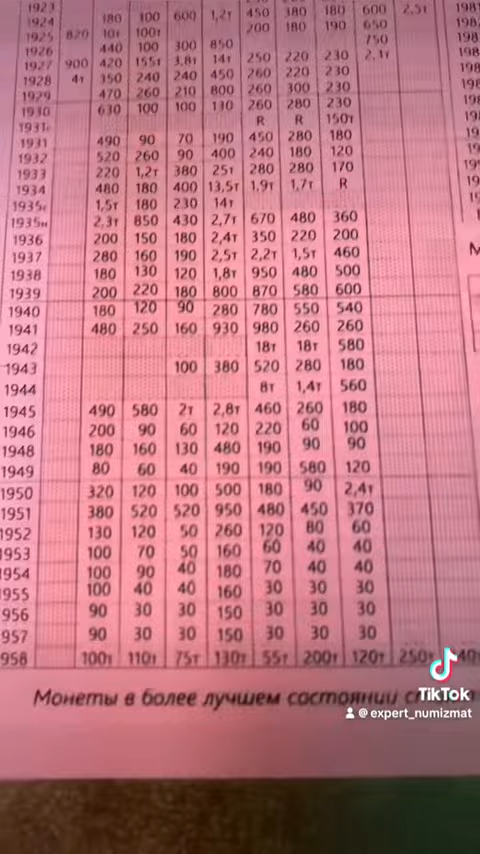 1923
1924 180 100 600 1,2т 450 380 180 600 2,5т
1925 820 10т 100т 200 180 190 650
1926 440 100 300 850 750
1927 900 420 155т 3,8т 14т 250 220 230 2,1т
1928 4т 350 240 240 450 260 220 230
1929 470 260 210 800 260 300 230
1930 630 100 100 130 260 280 230
1931 R R 150т
1931 490 90 70 190 450 280 180
1932 520 260 90 400 240 180 120
1933 220 1,2т 380 25т 280 280 170
1934 480 180 400 13,5т 1,9т 1,7т R
1935с 1,5т 180 230 14т
1935н 2,3т 850 430 2,7т 670 480 360
1936 200 150 180 2,4т 350 220 200
1937 280 160 190 2,5т 2,2т 1,5т 460
1938 180 130 120 1,8т 950 480 500
1939 200 220 180 800 870 580 600
1940 180 120 90 280 780 550 540
1941 480 250 160 930 980 260 260
1942 18т 18т 580
1943 100 380 520 280 180
1944 8т 1,4т 560
1945 490 580 2т 2,8т 460 260 180
1946 200 90 60 120 220 60 100
1948 180 160 130 480 190 90 90
1949 80 60 40 190 190 580 120
1950 320 120 100 500 180 90 2,4т
1951 380 520 520 950 480 450 370
1952 130 120 50 260 120 80 60
1953 100 70 50 160 60 40 40
1954 100 90 40 180 70 40 40
1955 100 40 40 160 30 30 30
956 90 30 30 150 30 30 30
957 90 30 30 150 30 30 30
958 100т 110т 75т 130т 55т 200т 120т 250т
Монеты в более лучшем состоянии
TikTok
@expert_numizmat